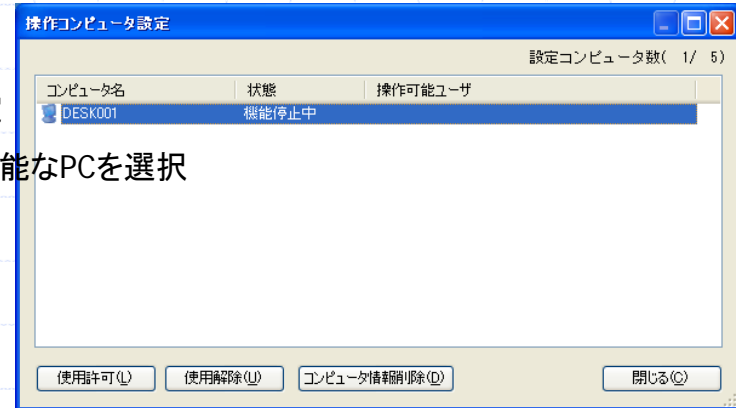 操作コンピュータ設定
設定コンピュータ数( 1/ 5)
コンピュータ名 状態 操作可能ユーザ
DESK001 機能停止中
能なPCを選択
使用許可(L) 使用解除(U) コンピュータ情報削除(D) 閉じる(C)